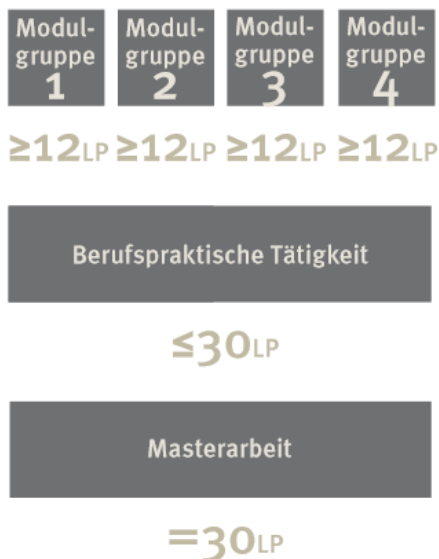 Modul- Modul- Modul- Modul-
gruppe gruppe gruppe gruppe
1 2 3 4
≥12LP ≥12LP ≥12LP ≥12LP
Berufspraktische Tätigkeit
≤30LP
Masterarbeit
=30LP